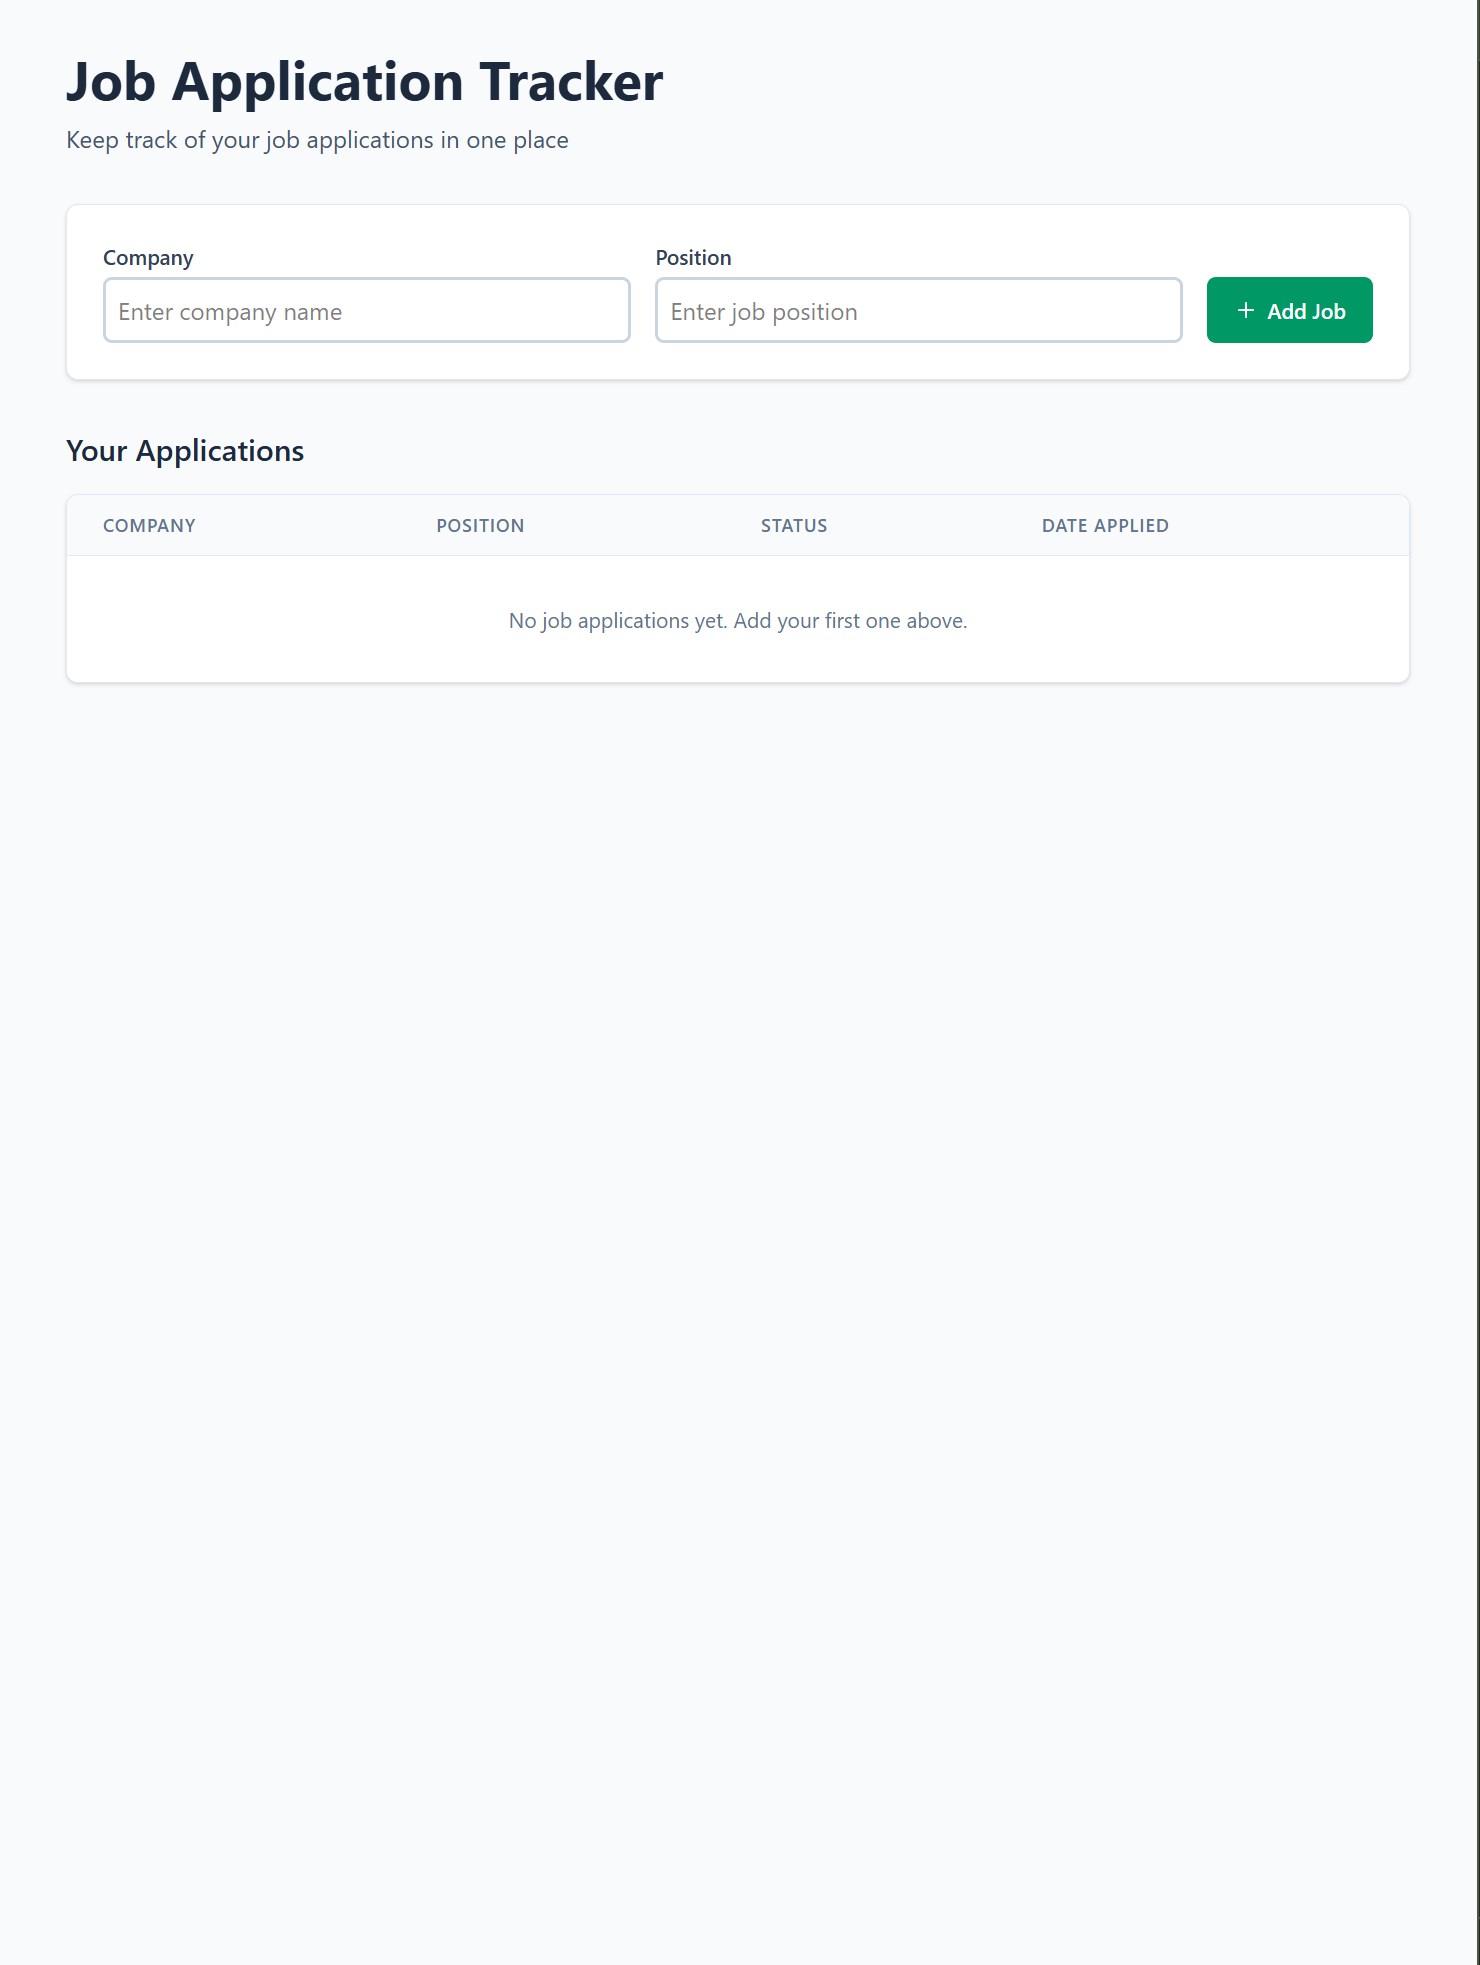 Job Application Tracker
Keep track of your job applications in one place
Company
Position
Enter company name
Enter job position
+ Add Job
Your Applications
COMPANY POSITION STATUS DATE APPLIED
No job applications yet. Add your first one above.